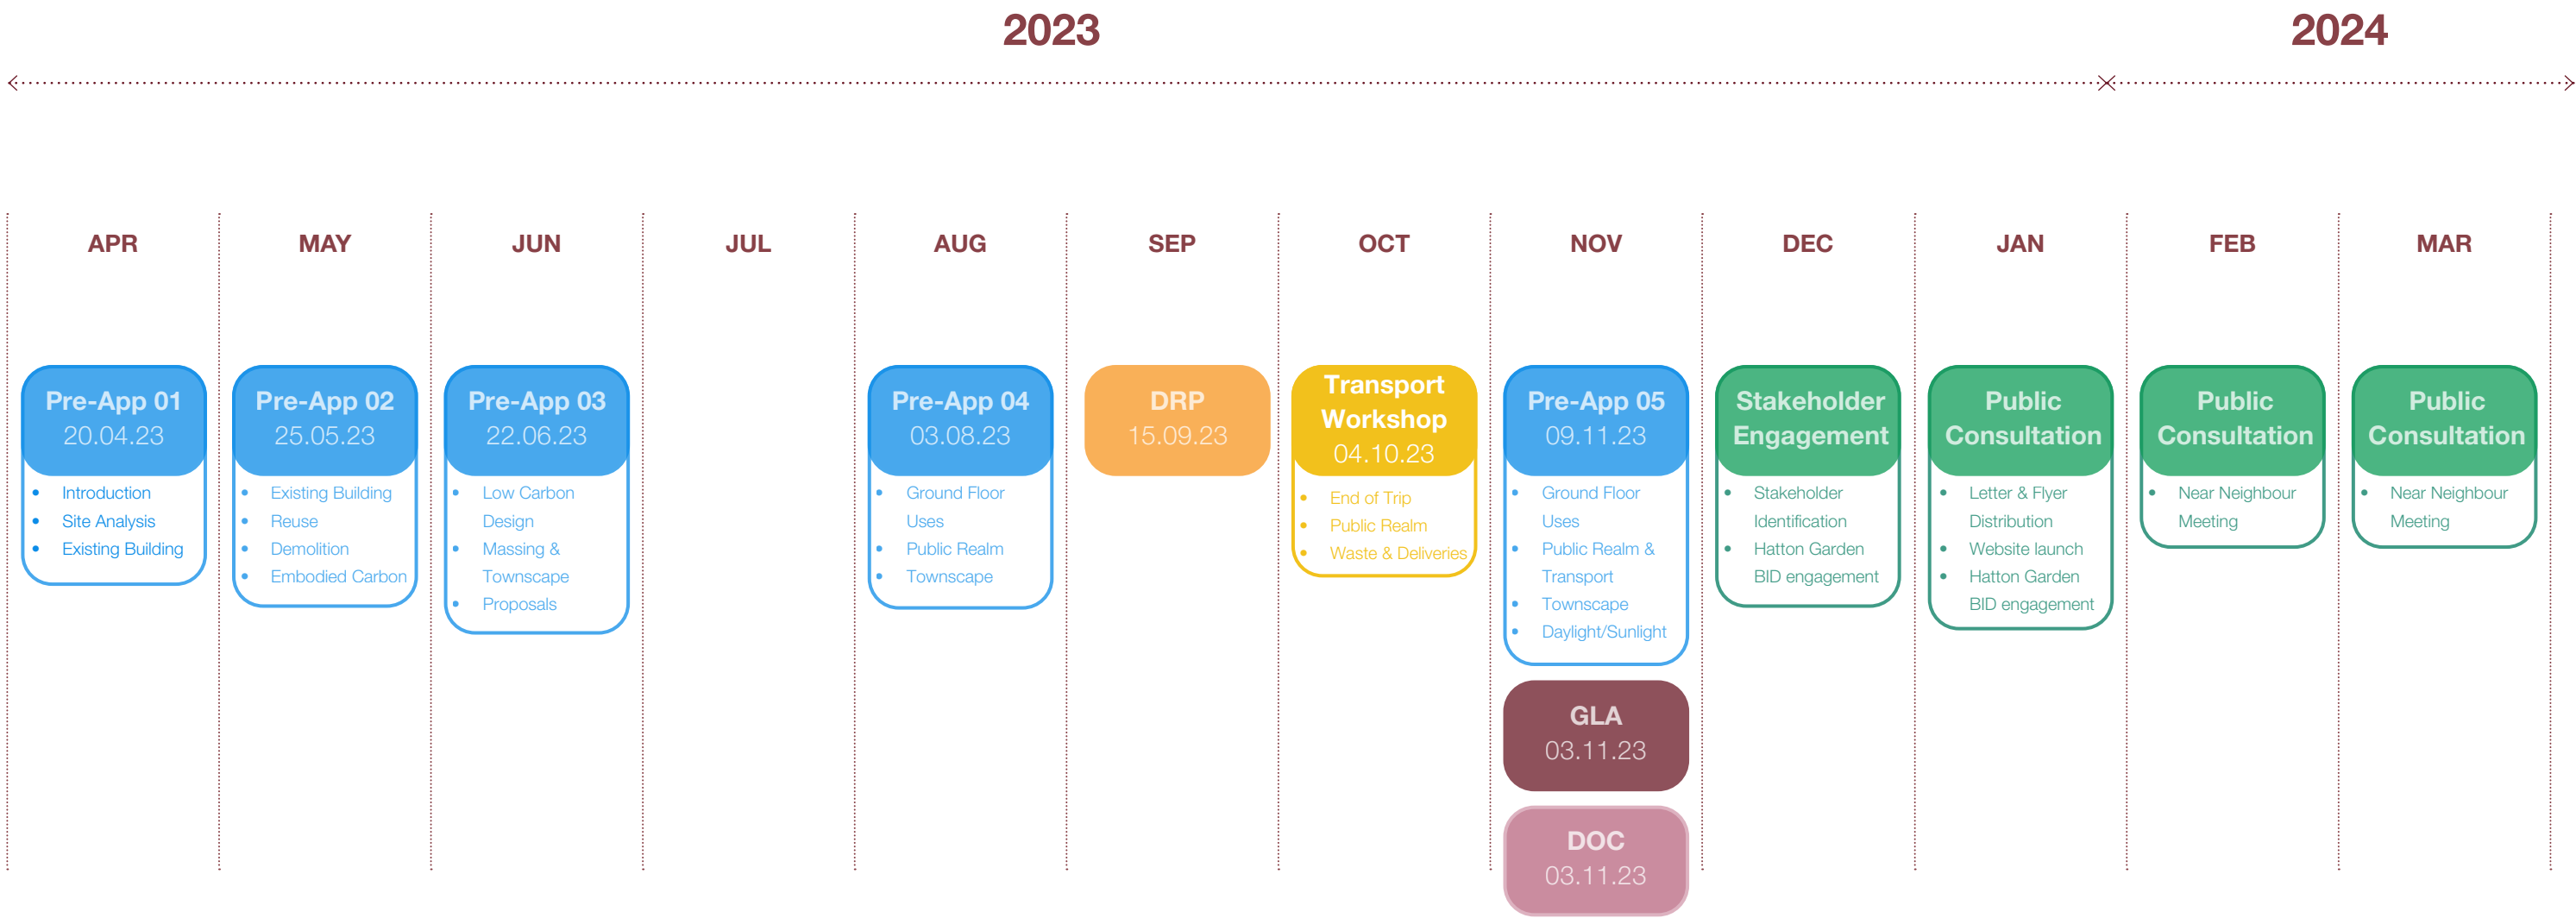 2023
2024
APR
MAY
JUN
JUL
AUG
SEP
OCT
NOV
DEC
JAN
FEB
MAR
Pre-App 01
20.04.23
• Introduction
• Site Analysis
• Existing Building
Pre-App 02
25.05.23
• Existing Building
• Reuse
• Demolition
• Embodied Carbon
Pre-App 03
22.06.23
• Low Carbon
Design
• Massing &
Townscape
• Proposals
Pre-App 04
03.08.23
• Ground Floor
Uses
• Public Realm
• Townscape
DRP
15.09.23
Transport
Workshop
04.10.23
• End of Trip
• Public Realm
• Waste & Deliveries
Pre-App 05
09.11.23
• Ground Floor
Uses
• Public Realm &
Transport
• Townscape
• Daylight/Sunlight
GLA
03.11.23
DOC
03.11.23
Stakeholder
Engagement
• Stakeholder
Identification
• Hatton Garden
BID engagement
Public
Consultation
• Letter & Flyer
Distribution
• Website launch
• Hatton Garden
BID engagement
Public
Consultation
• Near Neighbour
Meeting
Public
Consultation
• Near Neighbour
Meeting